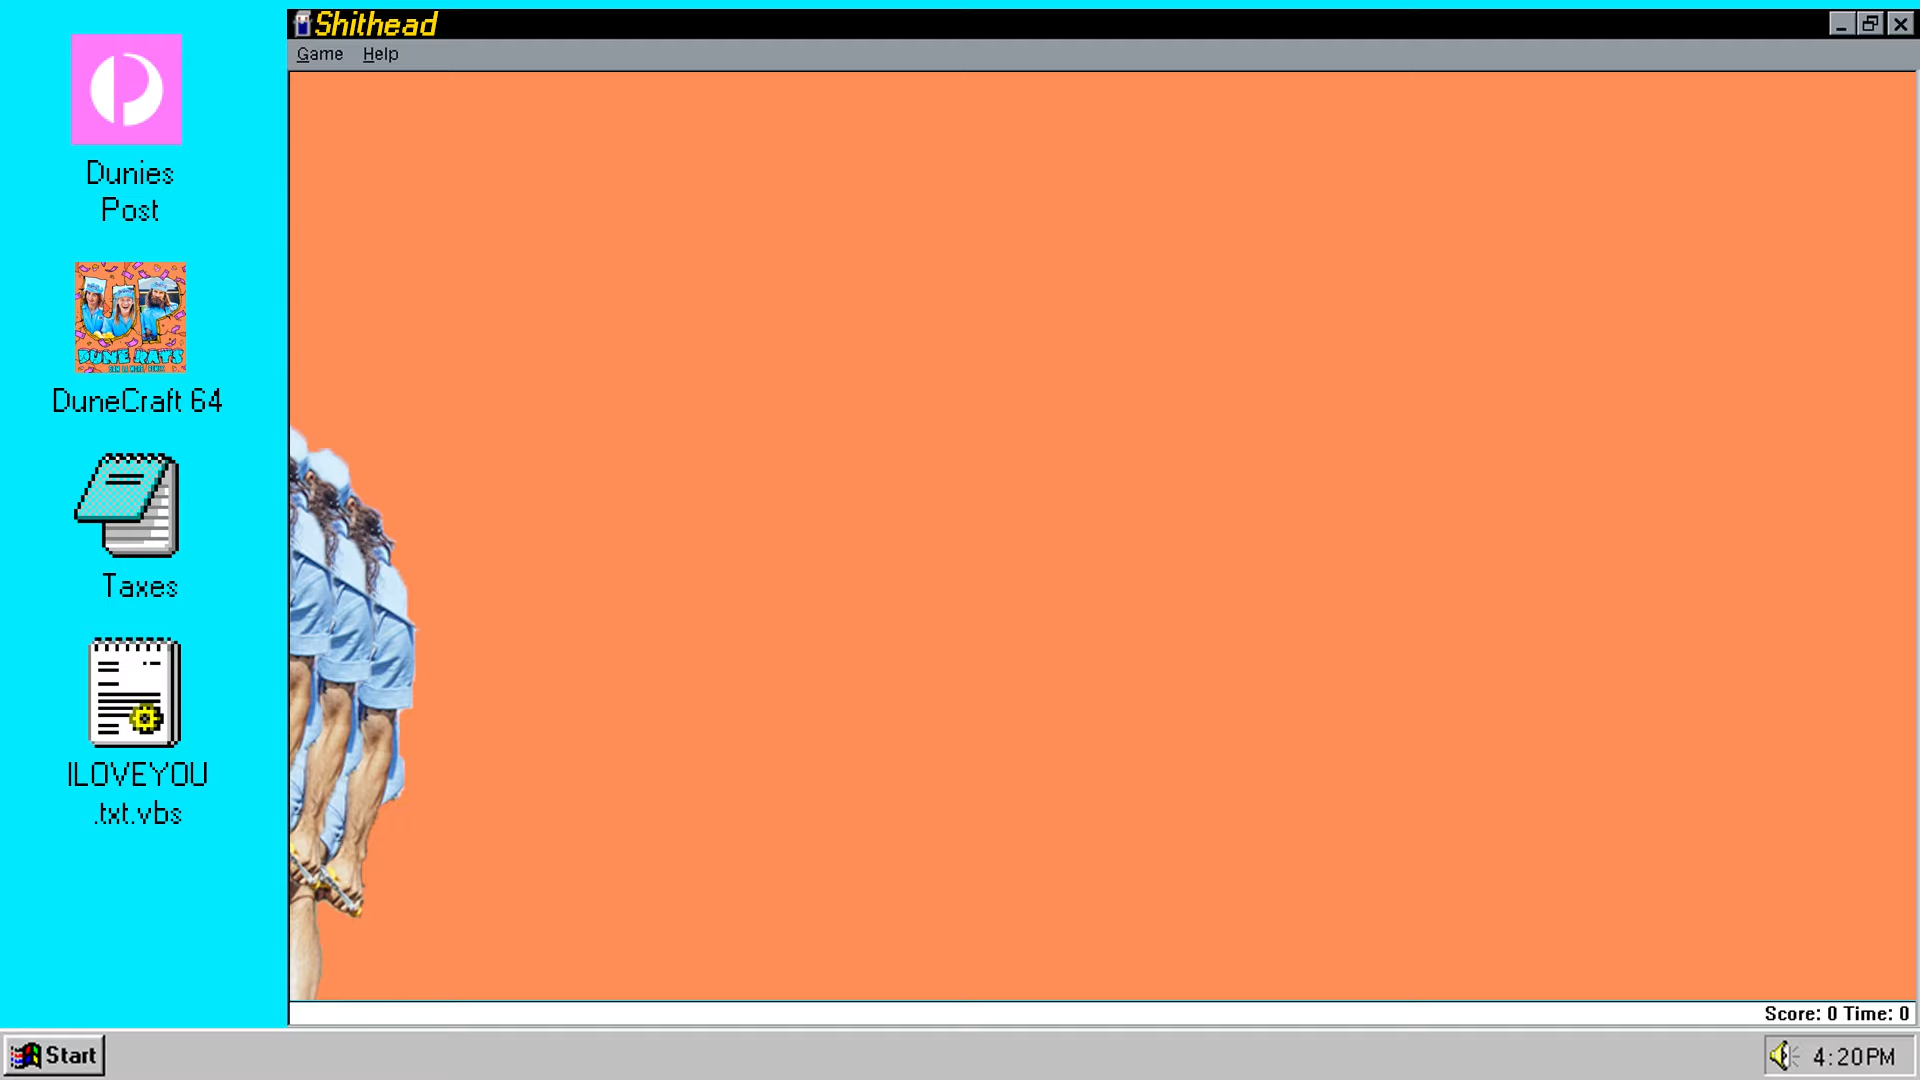 Shithead
Game Help
Dunies
Post
UP
DUNE RATS
DuneCraft 64
Taxes
ILOVEYOU
.txt.vbs
Score: 0 Time: 0
Start
4:20PM